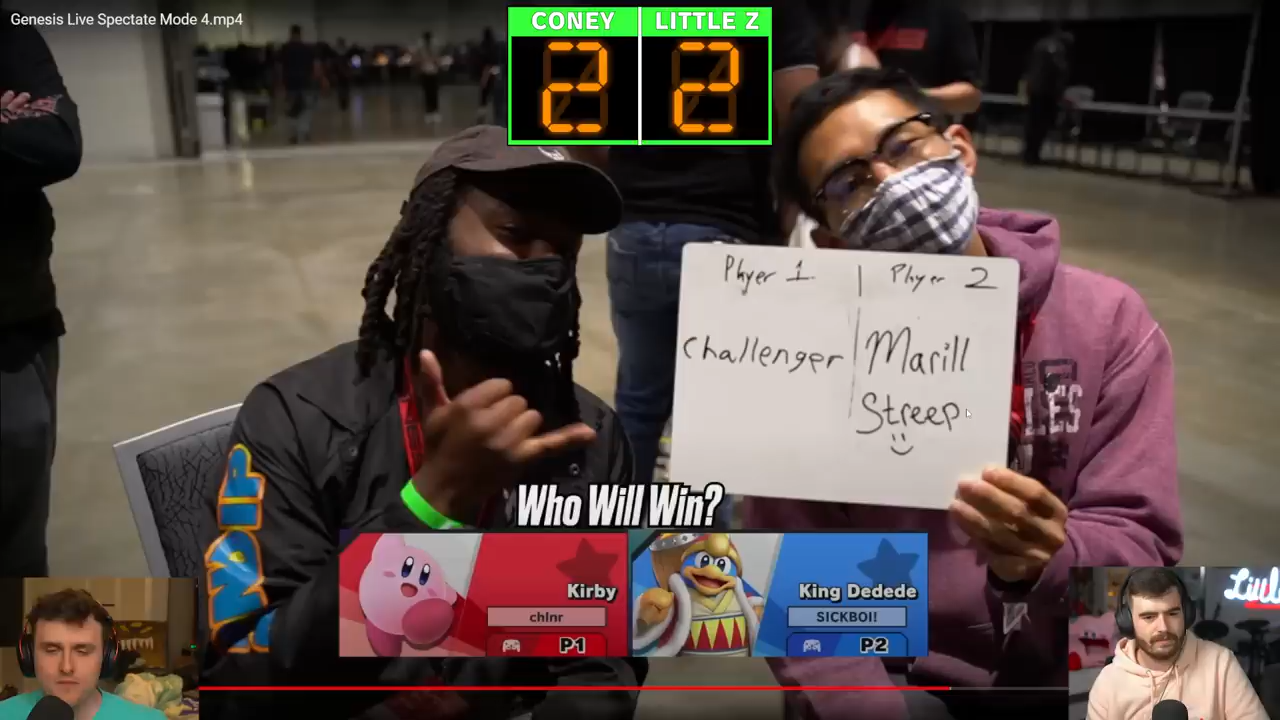 Genesis Live Spectate Mode 4.mp4
CONEY
LITTLE Z
2
2
Player 1 | Player 2
Challenger
Marill
Streep
Who Will Win?
Kirby
chlnr
P1
King Dedede
SICKBOI!
P2